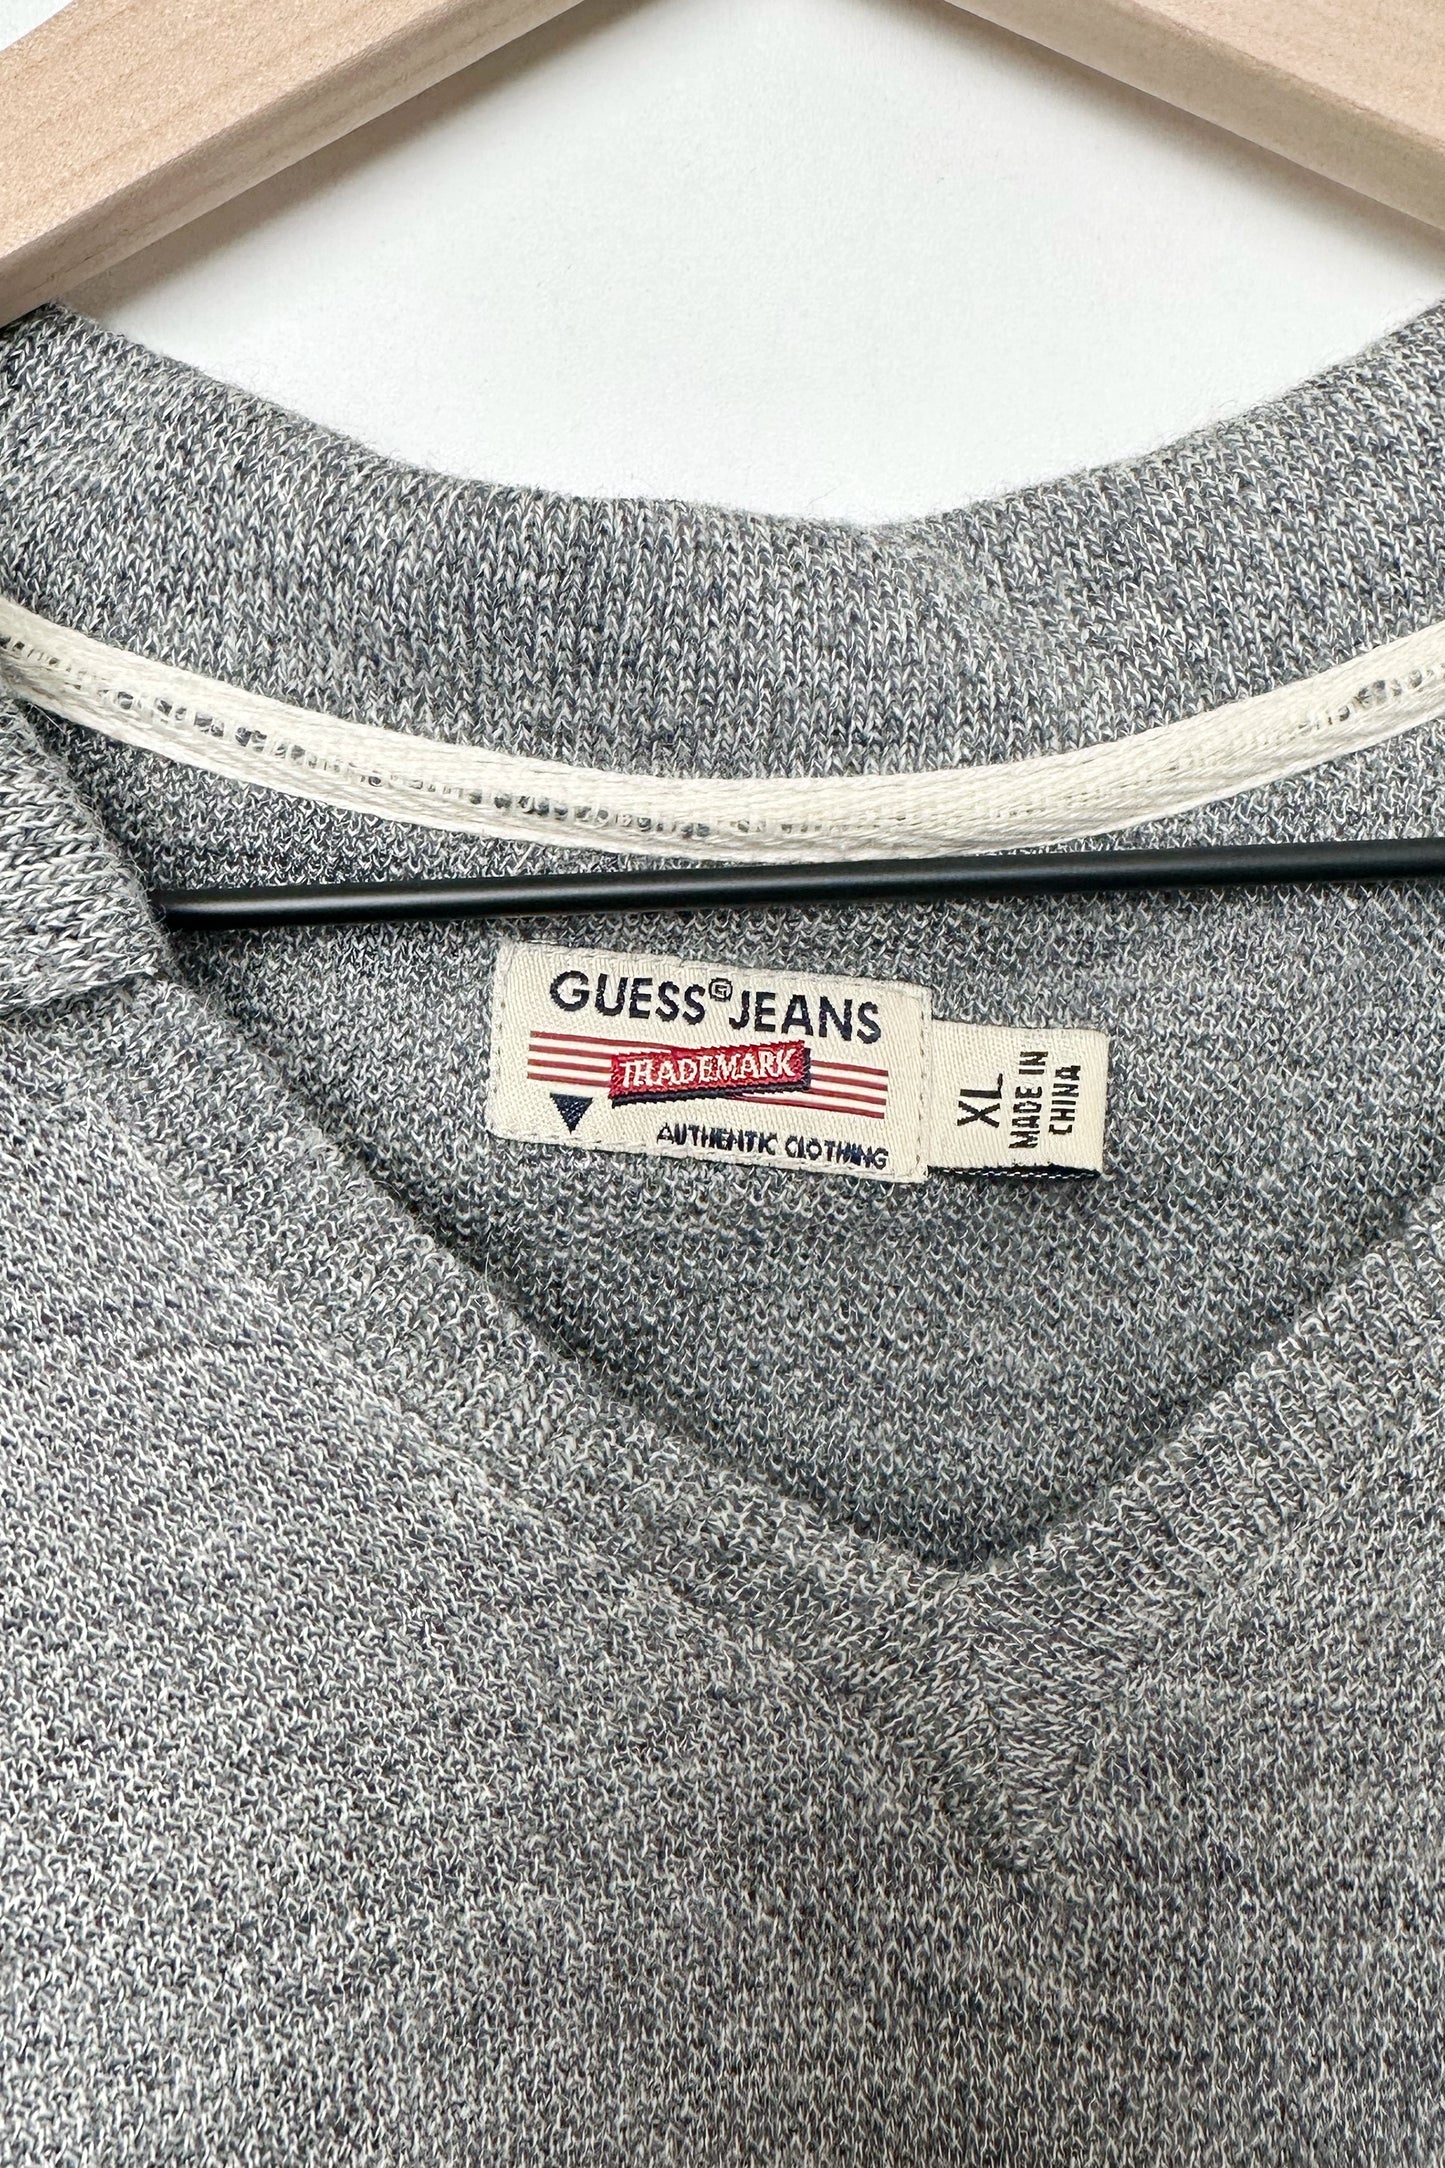 GUESS G JEANS
TRADEMARK
AUTHENTIC CLOTHING
XL
MADE IN
CHINA